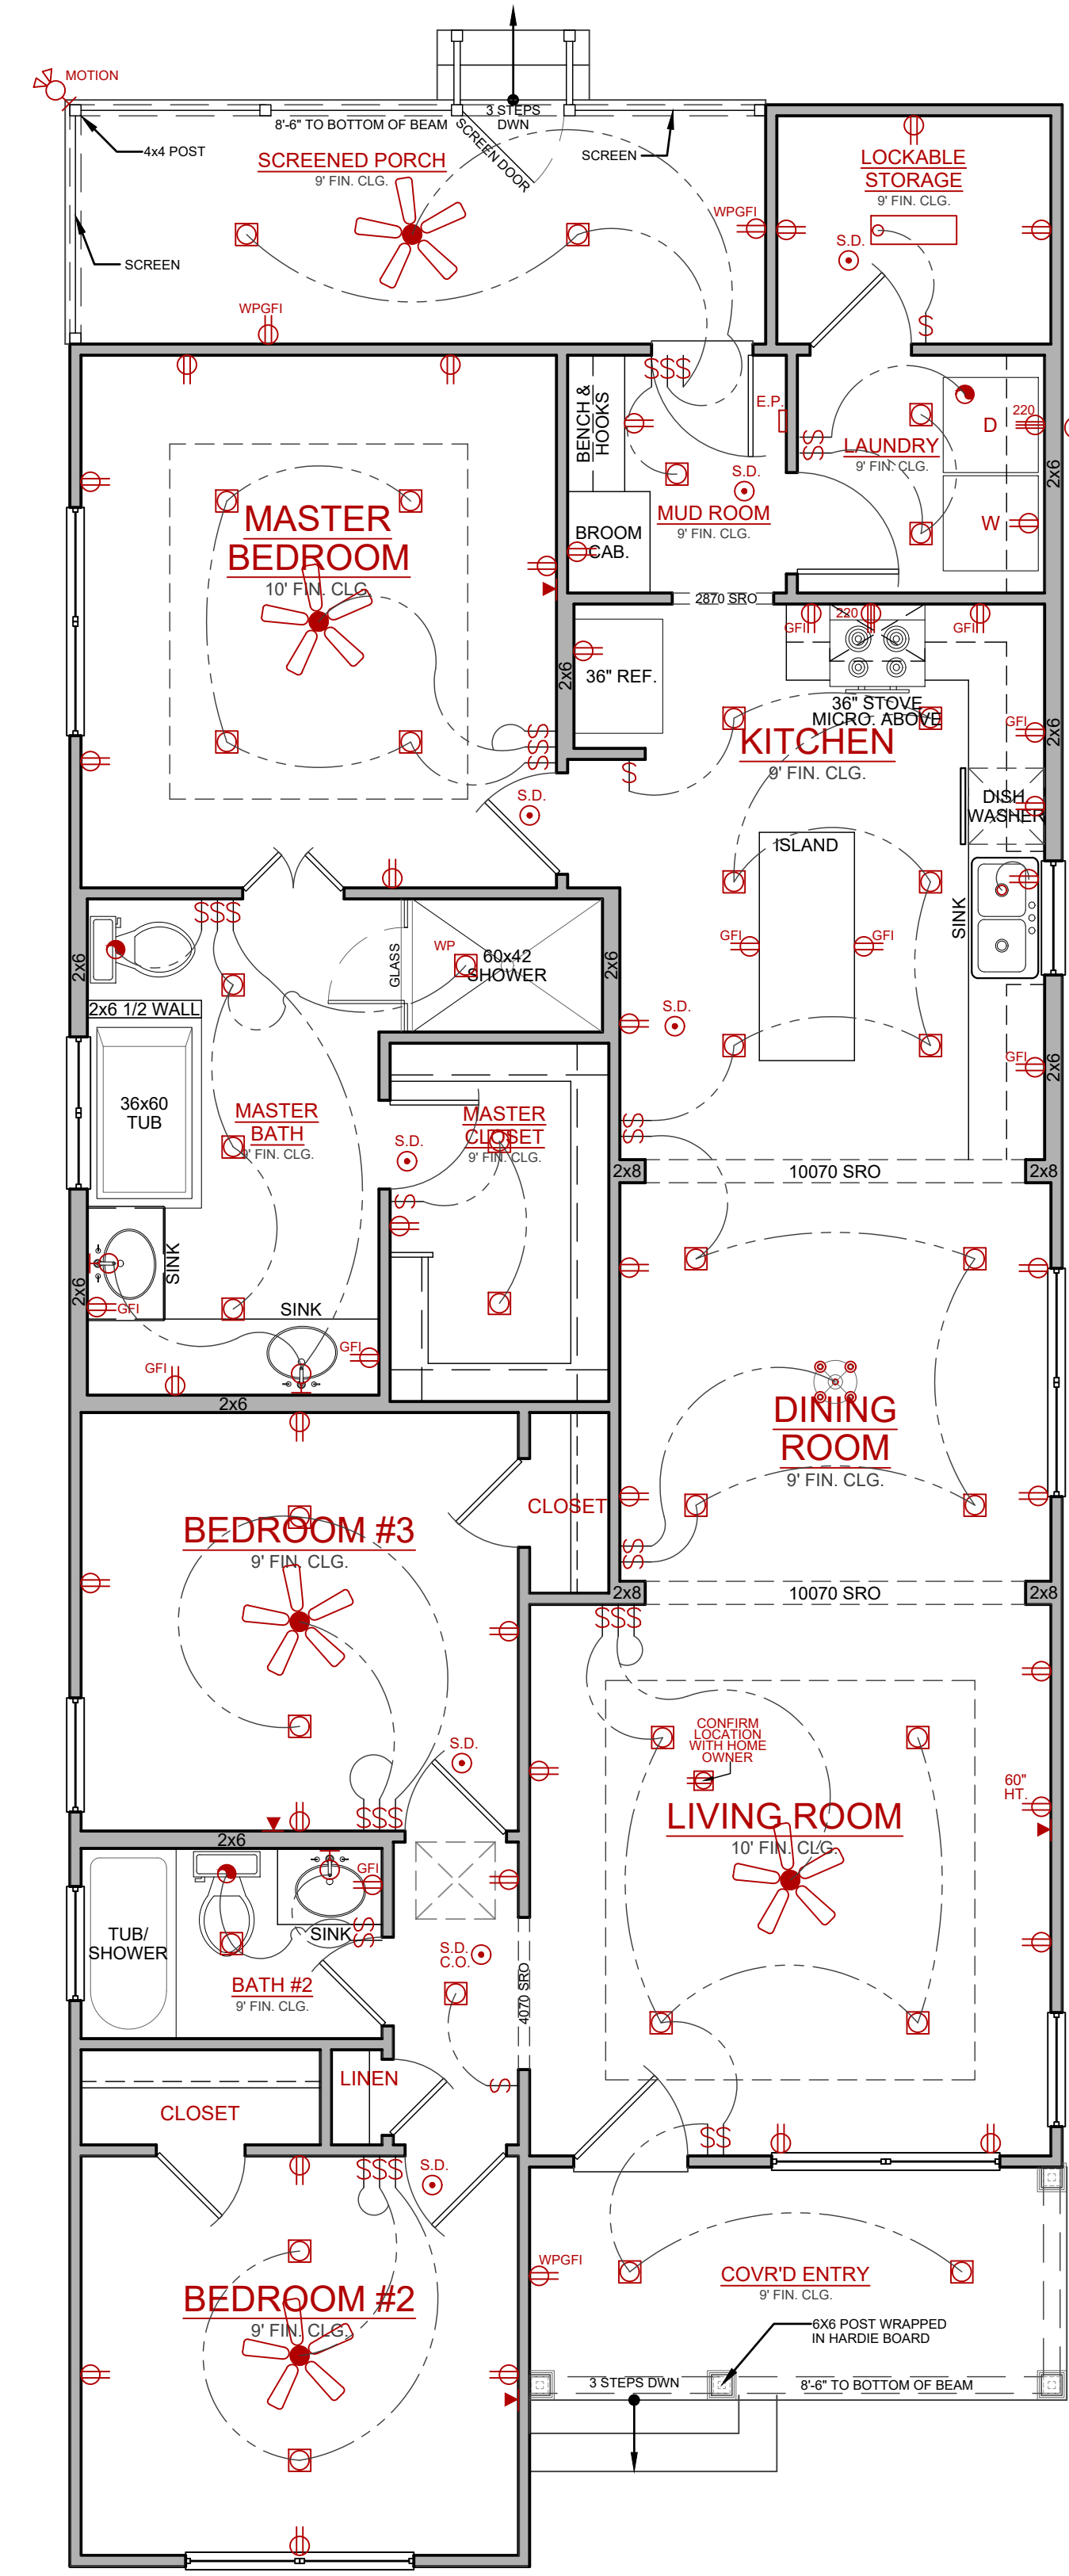 MOTION
3 STEPS
DWN
8'-6" TO BOTTOM OF BEAM
SCREEN DOOR
4x4 POST
SCREENED PORCH
9' FIN. CLG.
SCREEN
SCREEN
WPGFI
WPGFI
LOCKABLE
STORAGE
9' FIN. CLG.
S.D.
$
BENCH &
HOOKS
$$$
E.P.
S.D.
MUD ROOM
9' FIN. CLG.
BROOM
CAB.
$$
LAUNDRY
9' FIN. CLG.
D
220
W
2x6
2870 SRO
MASTER
BEDROOM
10' FIN. CLG.
$$$
S.D.
2x6
36" REF.
GFI
220
GFI
36" STOVE
MICRO. ABOVE
KITCHEN
9' FIN. CLG.
$
GFI
2x6
DISH
WASHER
ISLAND
SINK
GFI
GFI
S.D.
GFI
2x6
$$
$$$
2x6
GLASS
WP
60x42
SHOWER
2x6
2x6 1/2 WALL
36x60
TUB
MASTER
BATH
9' FIN. CLG.
S.D.
MASTER
CLOSET
9' FIN. CLG.
$
SINK
2x6
GFI
SINK
GFI
GFI
2x6
2x8
10070 SRO
2x8
DINING
ROOM
9' FIN. CLG.
$$
2x8
10070 SRO
2x8
CLOSET
BEDROOM #3
9' FIN. CLG.
S.D.
$$$
2x6
$$$
CONFIRM
LOCATION
WITH HOME
OWNER
60"
HT.
LIVING ROOM
10' FIN. CLG.
$$
TUB/
SHOWER
GFI
SINK
$$
BATH #2
9' FIN. CLG.
S.D.
C.O.
4070 SRO
$
LINEN
CLOSET
$$$
S.D.
BEDROOM #2
9' FIN. CLG.
WPGFI
COVR'D ENTRY
9' FIN. CLG.
6X6 POST WRAPPED
IN HARDIE BOARD
3 STEPS DWN
8'-6" TO BOTTOM OF BEAM